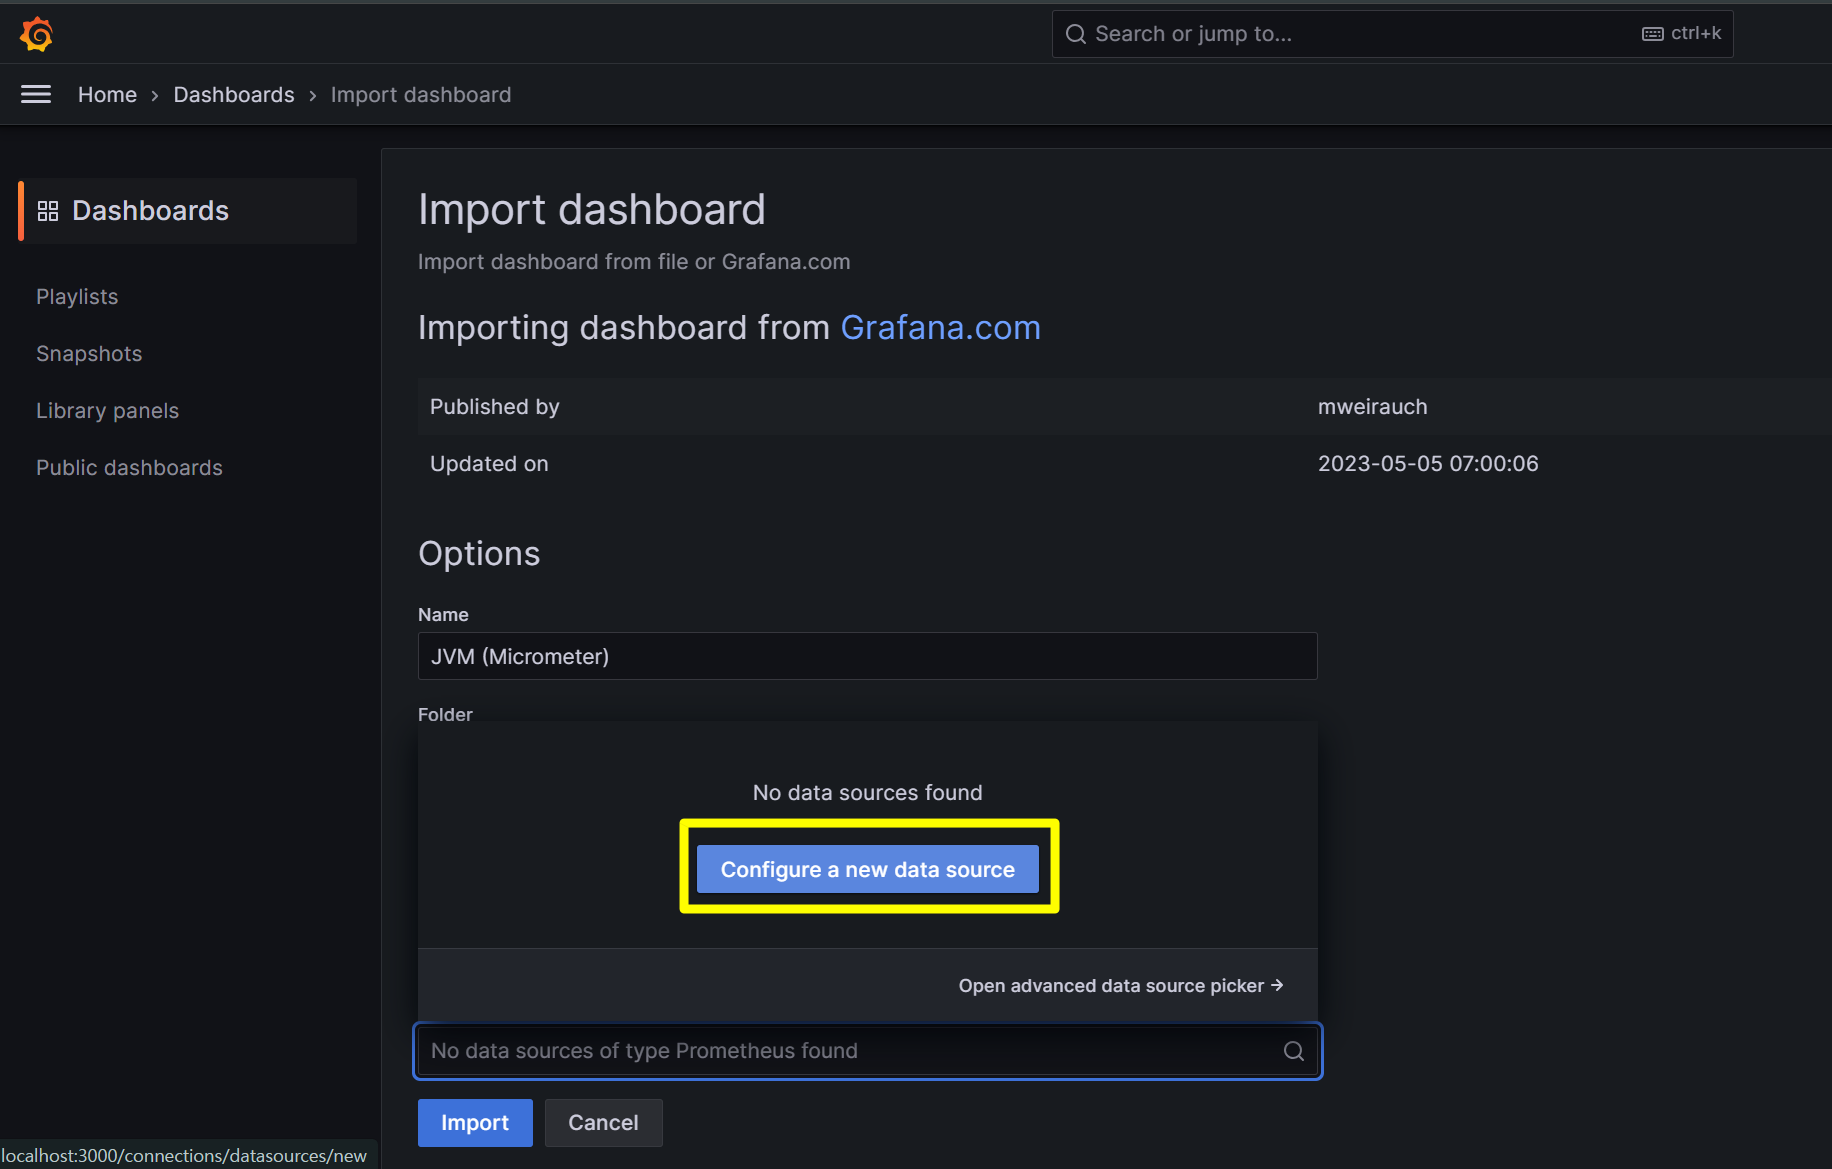 Search or jump to...
ctrl+k
Home › Dashboards › Import dashboard
Dashboards
Playlists
Snapshots
Library panels
Public dashboards
Import dashboard
Import dashboard from file or Grafana.com
Importing dashboard from Grafana.com
Published by
mweirauch
Updated on
2023-05-05 07:00:06
Options
Name
JVM (Micrometer)
Folder
No data sources found
Configure a new data source
Open advanced data source picker →
No data sources of type Prometheus found
Import
Cancel
localhost:3000/connections/datasources/new